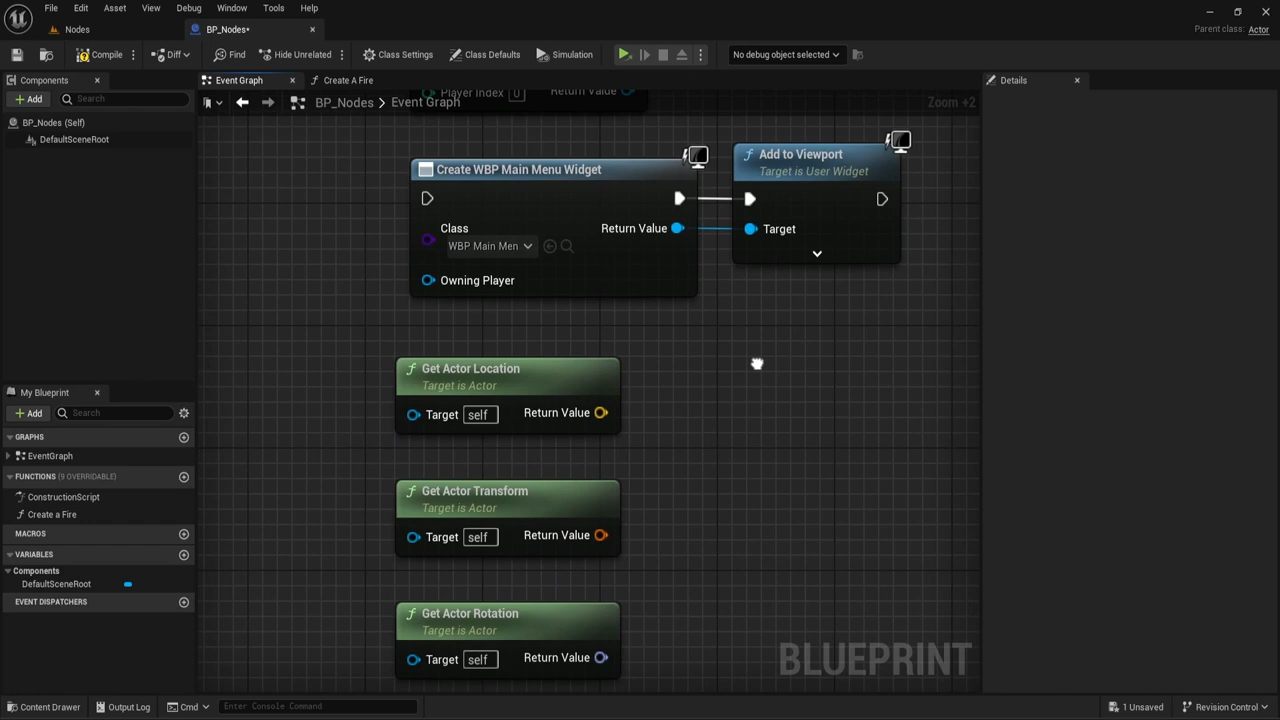 File Edit Asset View Debug Window Tools Help
Nodes
BP_Nodes*
Parent class: Actor
Compile
Diff
Find
Hide Unrelated
Class Settings
Class Defaults
Simulation
No debug object selected
Components
Event Graph
Create A Fire
Details
Add
Search
BP_Nodes > Event Graph
Zoom +2
BP_Nodes (Self)
DefaultSceneRoot
Player Index 0
Return Value
Create WBP Main Menu Widget
Class
WBP Main Men
Return Value
Owning Player
Add to Viewport
Target is User Widget
Target
Get Actor Location
Target is Actor
Target self
Return Value
Get Actor Transform
Target is Actor
Target self
Return Value
Get Actor Rotation
Target is Actor
Target self
Return Value
My Blueprint
Add
Search
GRAPHS
EventGraph
FUNCTIONS (9 OVERRIDABLE)
ConstructionScript
Create a Fire
MACROS
VARIABLES
Components
DefaultSceneRoot
EVENT DISPATCHERS
BLUEPRINT
Content Drawer
Output Log
Cmd
Enter Console Command
1 Unsaved
Revision Control